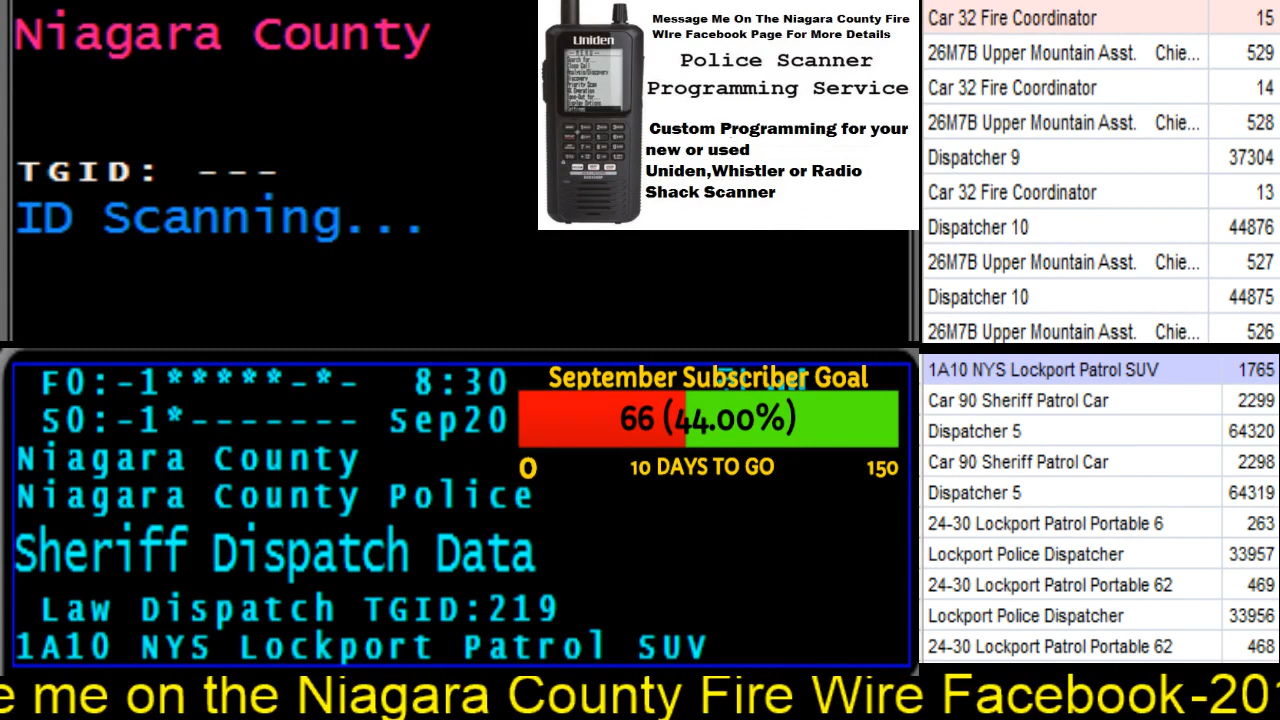 Niagara County
TGID: ---
ID Scanning...
Uniden
Message Me On The Niagara County Fire
WIre Facebook Page For More Details
Police Scanner
Programming Service
Custom Programming for your
new or used
Uniden,Whistler or Radio
Shack Scanner
Car 32 Fire Coordinator 15
26M7B Upper Mountain Asst. Chie... 529
Car 32 Fire Coordinator 14
26M7B Upper Mountain Asst. Chie... 528
Dispatcher 9 37304
Car 32 Fire Coordinator 13
Dispatcher 10 44876
26M7B Upper Mountain Asst. Chie... 527
Dispatcher 10 44875
26M7B Upper Mountain Asst. Chie... 526
F0:-1*****-*- 8:30
S0:-1*------- Sep20
Niagara County
Niagara County Police
Sheriff Dispatch Data
Law Dispatch TGID:219
1A10 NYS Lockport Patrol SUV
September Subscriber Goal
66 (44.00%)
0 10 DAYS TO GO 150
1A10 NYS Lockport Patrol SUV 1765
Car 90 Sheriff Patrol Car 2299
Dispatcher 5 64320
Car 90 Sheriff Patrol Car 2298
Dispatcher 5 64319
24-30 Lockport Patrol Portable 6 263
Lockport Police Dispatcher 33957
24-30 Lockport Patrol Portable 62 469
Lockport Police Dispatcher 33956
24-30 Lockport Patrol Portable 62 468
e me on the Niagara County Fire Wire Facebook-201